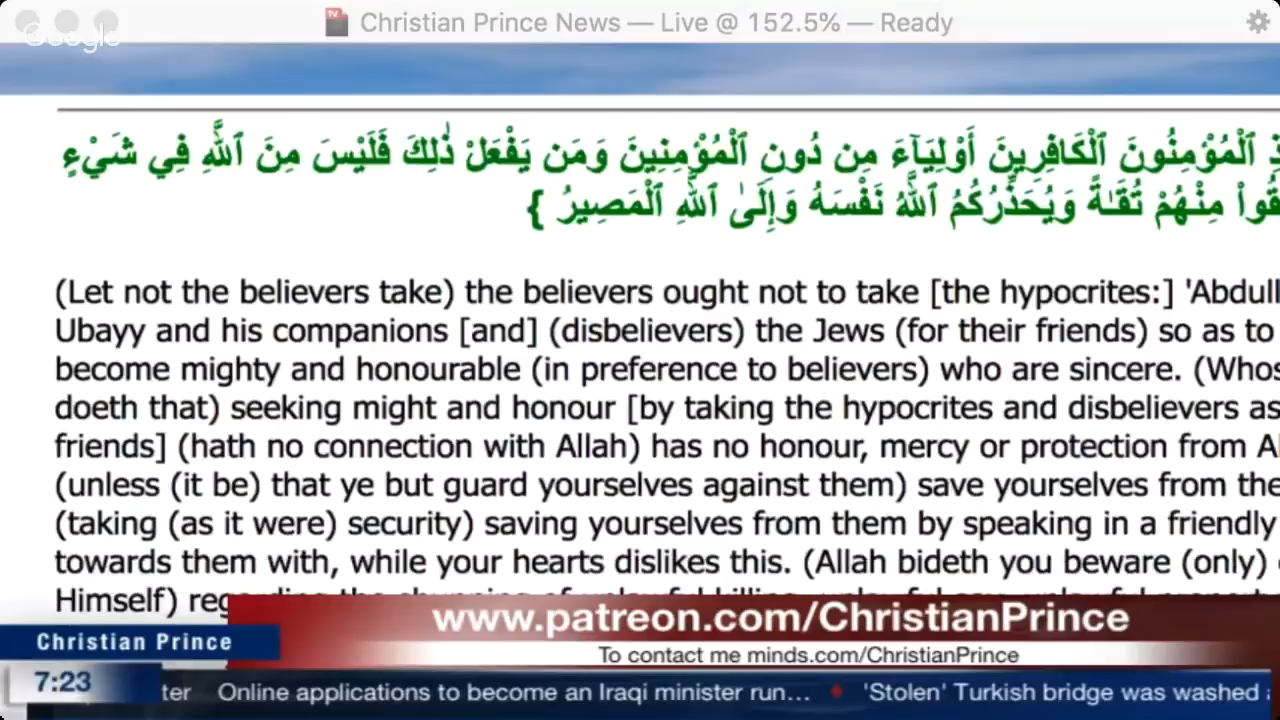 Google
Christian Prince News — Live @ 152.5% — Ready
ٱلْمُؤْمِنُونَ ٱلْكَافِرِينَ أَوْلِيَآءَ مِن دُونِ ٱلْمُؤْمِنِينَ وَمَن يَفْعَلْ ذٰلِكَ فَلَيْسَ مِنَ ٱللَّهِ فِي شَيْءٍ
مِنْهُمْ تُقَـٰةً وَيُحَذِّرُكُمُ ٱللَّهُ نَفْسَهُ وَإِلَىٰ ٱللَّهِ ٱلْمَصِيرُ }
(Let not the believers take) the believers ought not to take [the hypocrites:] 'Abdull
Ubayy and his companions [and] (disbelievers) the Jews (for their friends) so as to
become mighty and honourable (in preference to believers) who are sincere. (Whos
doeth that) seeking might and honour [by taking the hypocrites and disbelievers as
friends] (hath no connection with Allah) has no honour, mercy or protection from A
(unless (it be) that ye but guard yourselves against them) save yourselves from the
(taking (as it were) security) saving yourselves from them by speaking in a friendly
towards them with, while your hearts dislikes this. (Allah bideth you beware (only)
Himself)
www.patreon.com/ChristianPrince
Christian Prince
To contact me minds.com/ChristianPrince
7:23
ter Online applications to become an Iraqi minister run... ♦ 'Stolen' Turkish bridge was washed